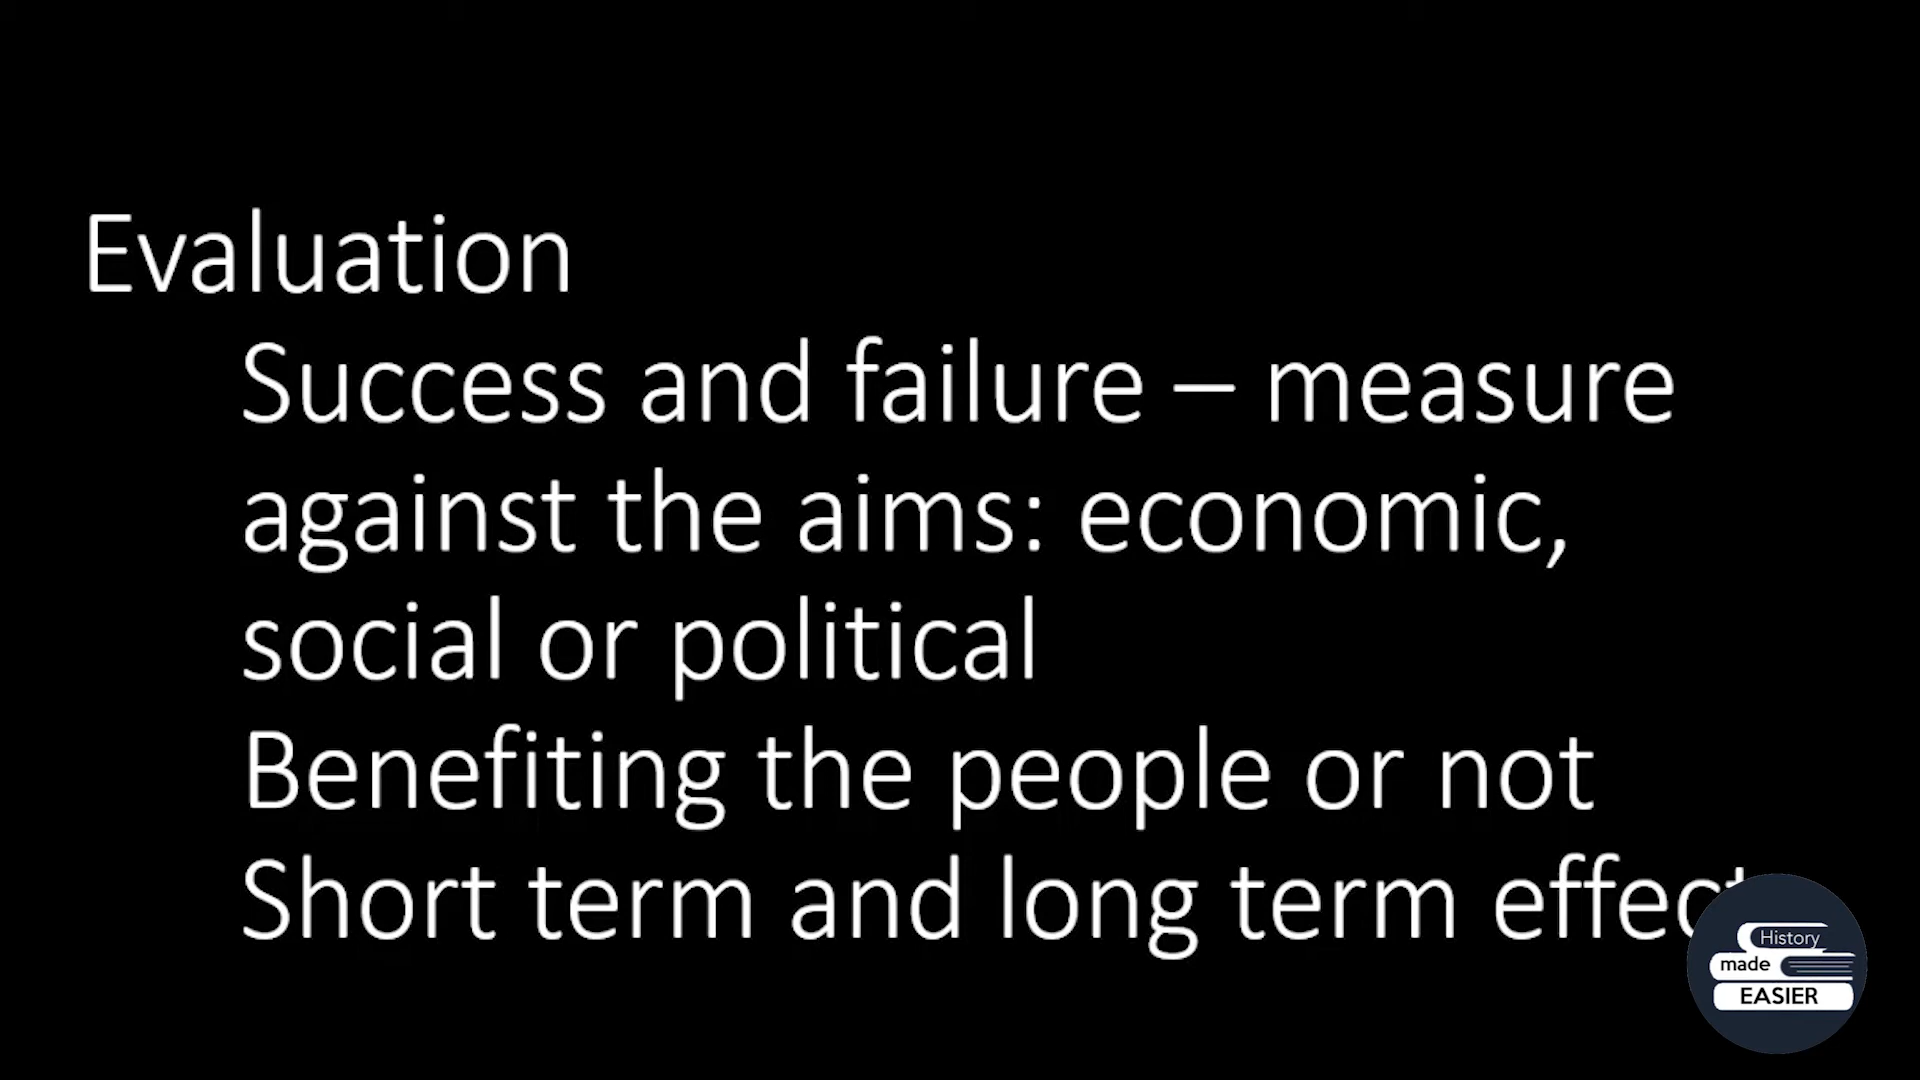 Evaluation
Success and failure – measure
against the aims: economic,
social or political
Benefiting the people or not
Short term and long term effect
History
made
EASIER